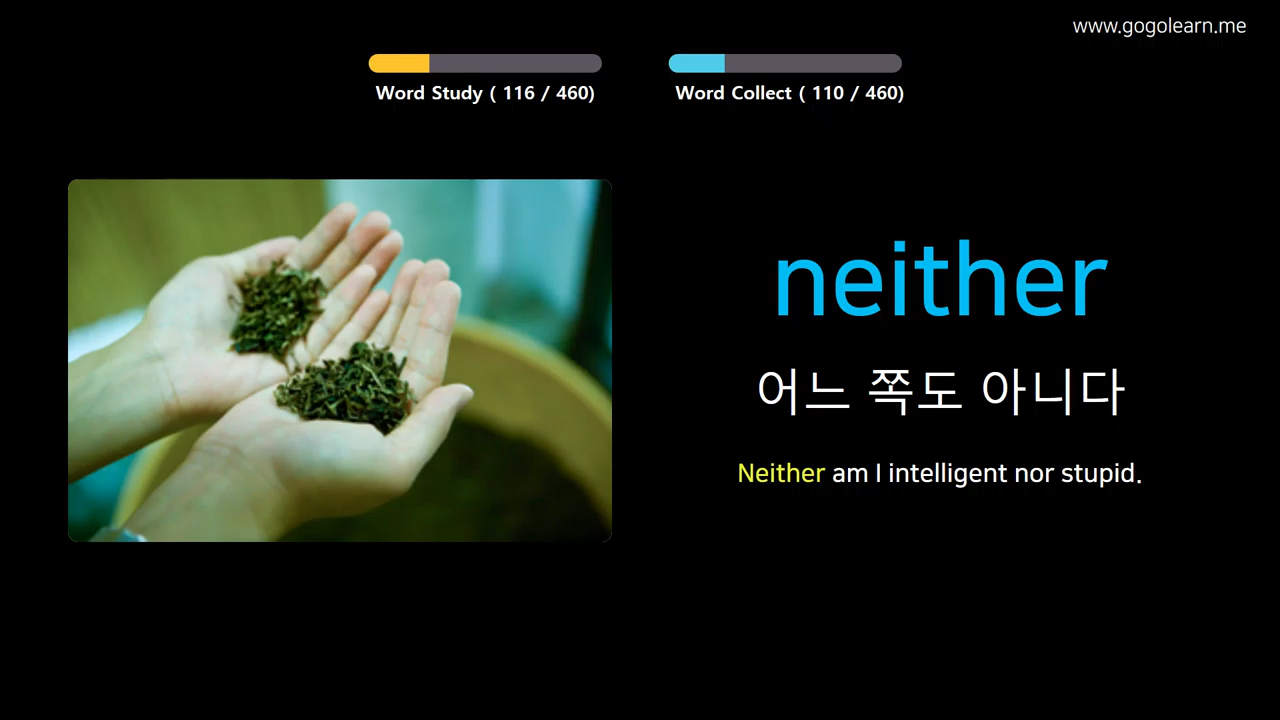 www.gogolearn.me
Word Study ( 116 / 460)
Word Collect ( 110 / 460)
neither
어느 쪽도 아니다
Neither am I intelligent nor stupid.